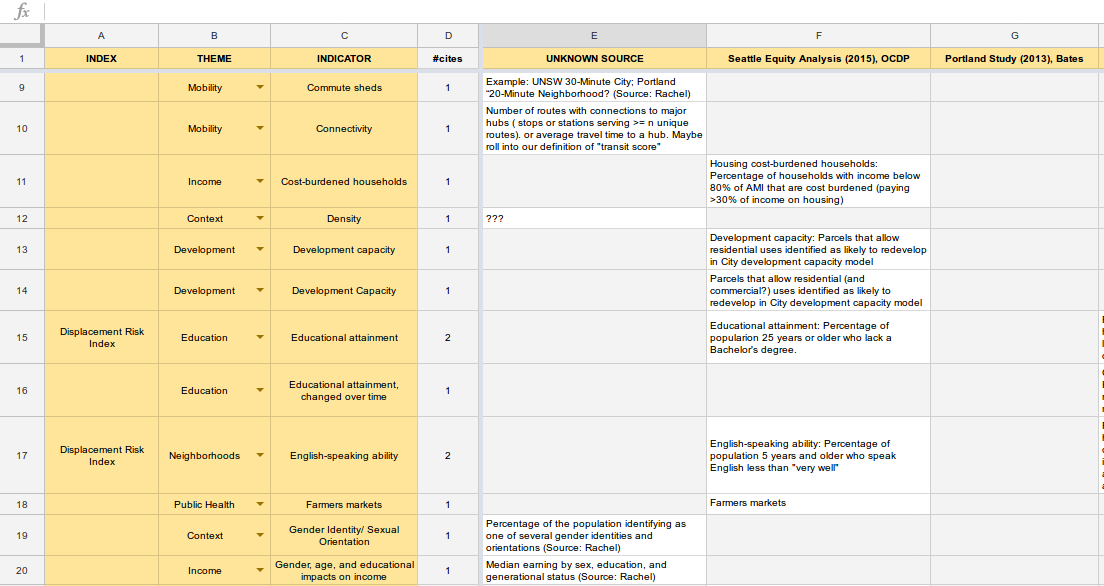 fx
A B C D E F G
1 INDEX THEME INDICATOR #cites UNKNOWN SOURCE Seattle Equity Analysis (2015), OCDP Portland Study (2013), Bates
9 Mobility Commute sheds 1 Example: UNSW 30-Minute City; Portland
"20-Minute Neighborhood? (Source: Rachel)
10 Mobility Connectivity 1 Number of routes with connections to major
hubs ( stops or stations serving >= n unique
routes). or average travel time to a hub. Maybe
roll into our definition of "transit score"
11 Income Cost-burdened households 1 Housing cost-burdened households:
Percentage of households with income below
80% of AMI that are cost burdened (paying
>30% of income on housing)
12 Context Density 1 ???
13 Development Development capacity 1 Development capacity: Parcels that allow
residential uses identified as likely to redevelop
in City development capacity model
14 Development Development Capacity 1 Parcels that allow residential (and
commercial?) uses identified as likely to
redevelop in City development capacity model
15 Displacement Risk
Index Education Educational attainment 2 Educational attainment: Percentage of
popularion 25 years or older who lack a
Bachelor's degree.
16 Education Educational attainment,
changed over time 1
17 Displacement Risk
Index Neighborhoods English-speaking ability 2 English-speaking ability: Percentage of
population 5 years and older who speak
English less than "very well"
18 Public Health Farmers markets 1 Farmers markets
19 Context Gender Identity/ Sexual
Orientation 1 Percentage of the population identifying as
one of several gender identities and
orientations (Source: Rachel)
20 Income Gender, age, and educational
impacts on income 1 Median earning by sex, education, and
generational status (Source: Rachel)